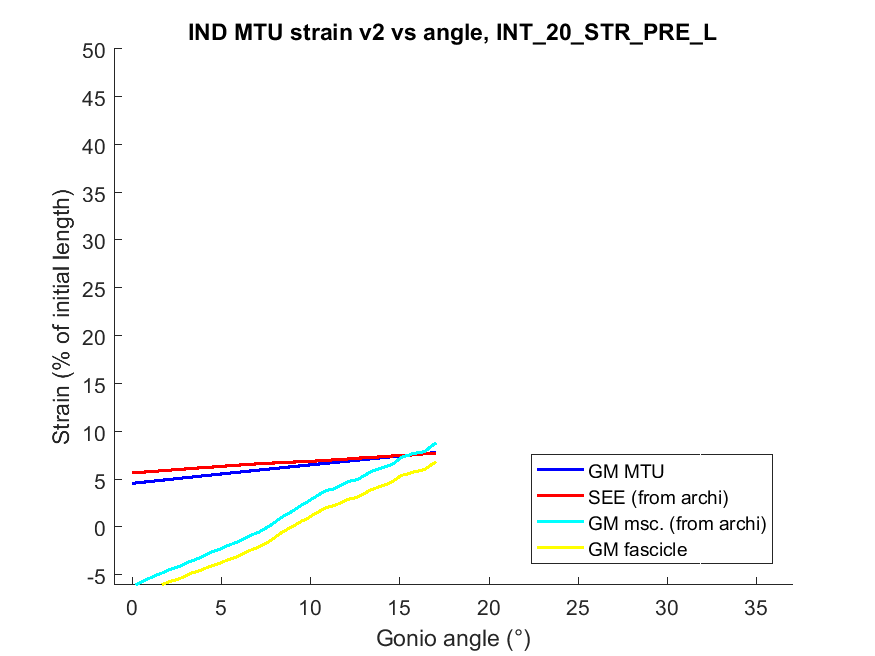 IND MTU strain v2 vs angle, INT_20_STR_PRE_L
Strain (% of initial length)
50
45
40
35
30
25
20
15
10
5
0
-5
0 5 10 15 20 25 30 35
Gonio angle (°)
GM MTU
SEE (from archi)
GM msc. (from archi)
GM fascicle